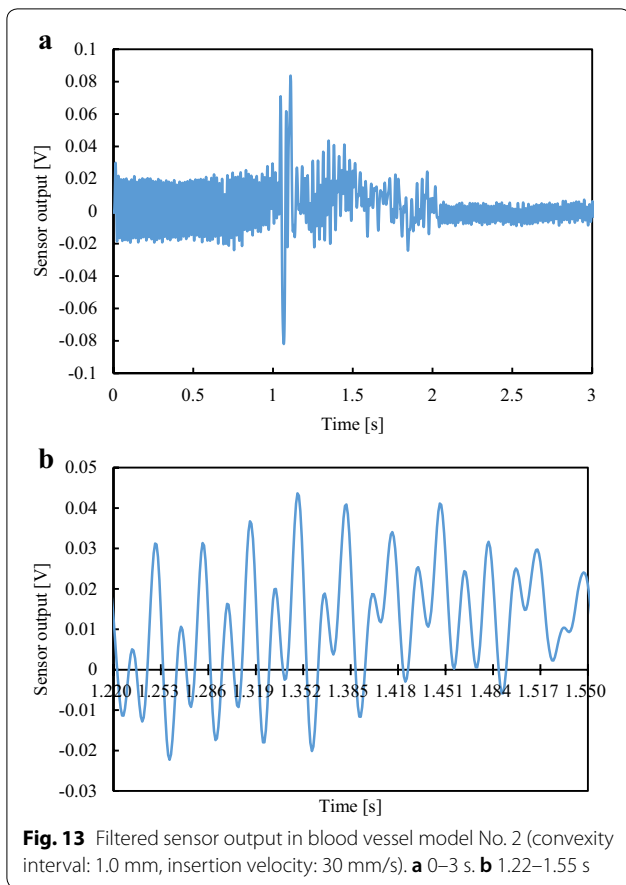 a
0.1
0.08
0.06
0.04
0.02
0
-0.02
-0.04
-0.06
-0.08
-0.1
Sensor output [V]
0 0.5 1 1.5 2 2.5 3
Time [s]
b
0.05
0.04
0.03
0.02
0.01
0
-0.01
-0.02
-0.03
Sensor output [V]
1.220 1.253 1.286 1.319 1.352 1.385 1.418 1.451 1.484 1.517 1.550
Time [s]
Fig. 13 Filtered sensor output in blood vessel model No. 2 (convexity
interval: 1.0 mm, insertion velocity: 30 mm/s). a 0–3 s. b 1.22–1.55 s